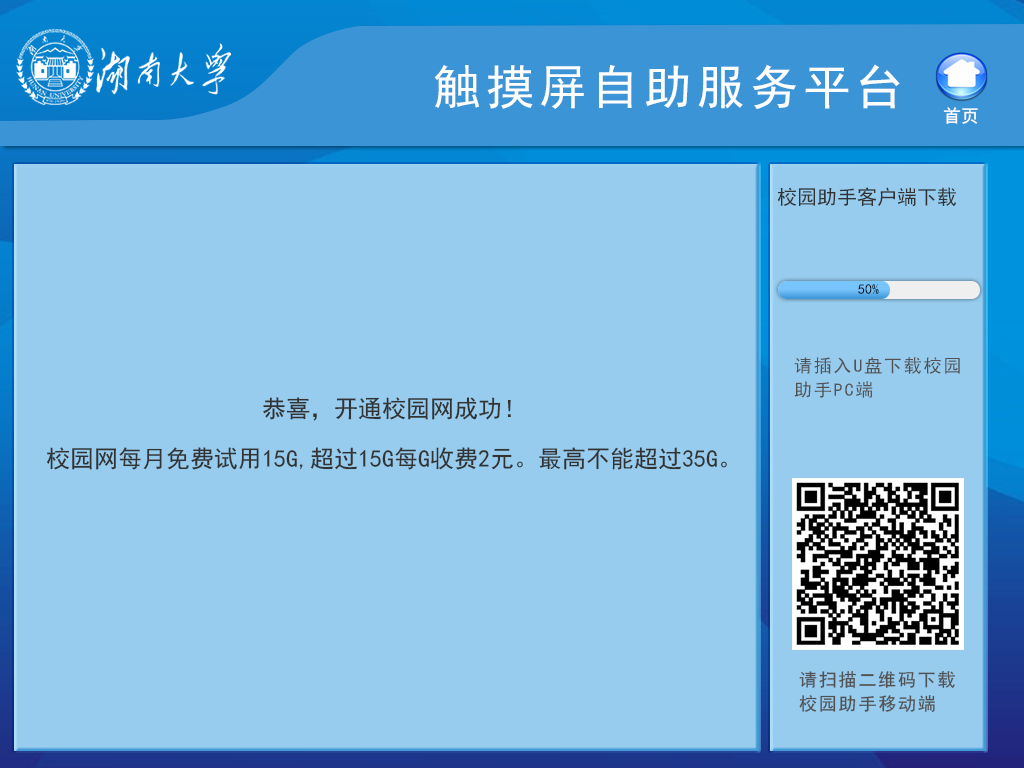 湖南大学
HUNAN UNIVERSITY
触摸屏自助服务平台
首页
恭喜，开通校园网成功！
校园网每月免费试用15G,超过15G每G收费2元。最高不能超过35G。
校园助手客户端下载
50%
请插入U盘下载校园
助手PC端
请扫描二维码下载
校园助手移动端